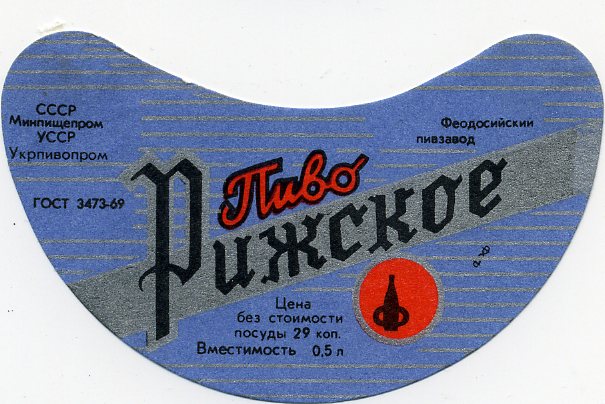 СССР
Минпищепром
УССР
Укрпивопром
ГОСТ 3473-69
Феодосийский
пивзавод
Пиво
Рижское
Цена
без стоимости
посуды 29 коп.
Вместимость 0,5 л